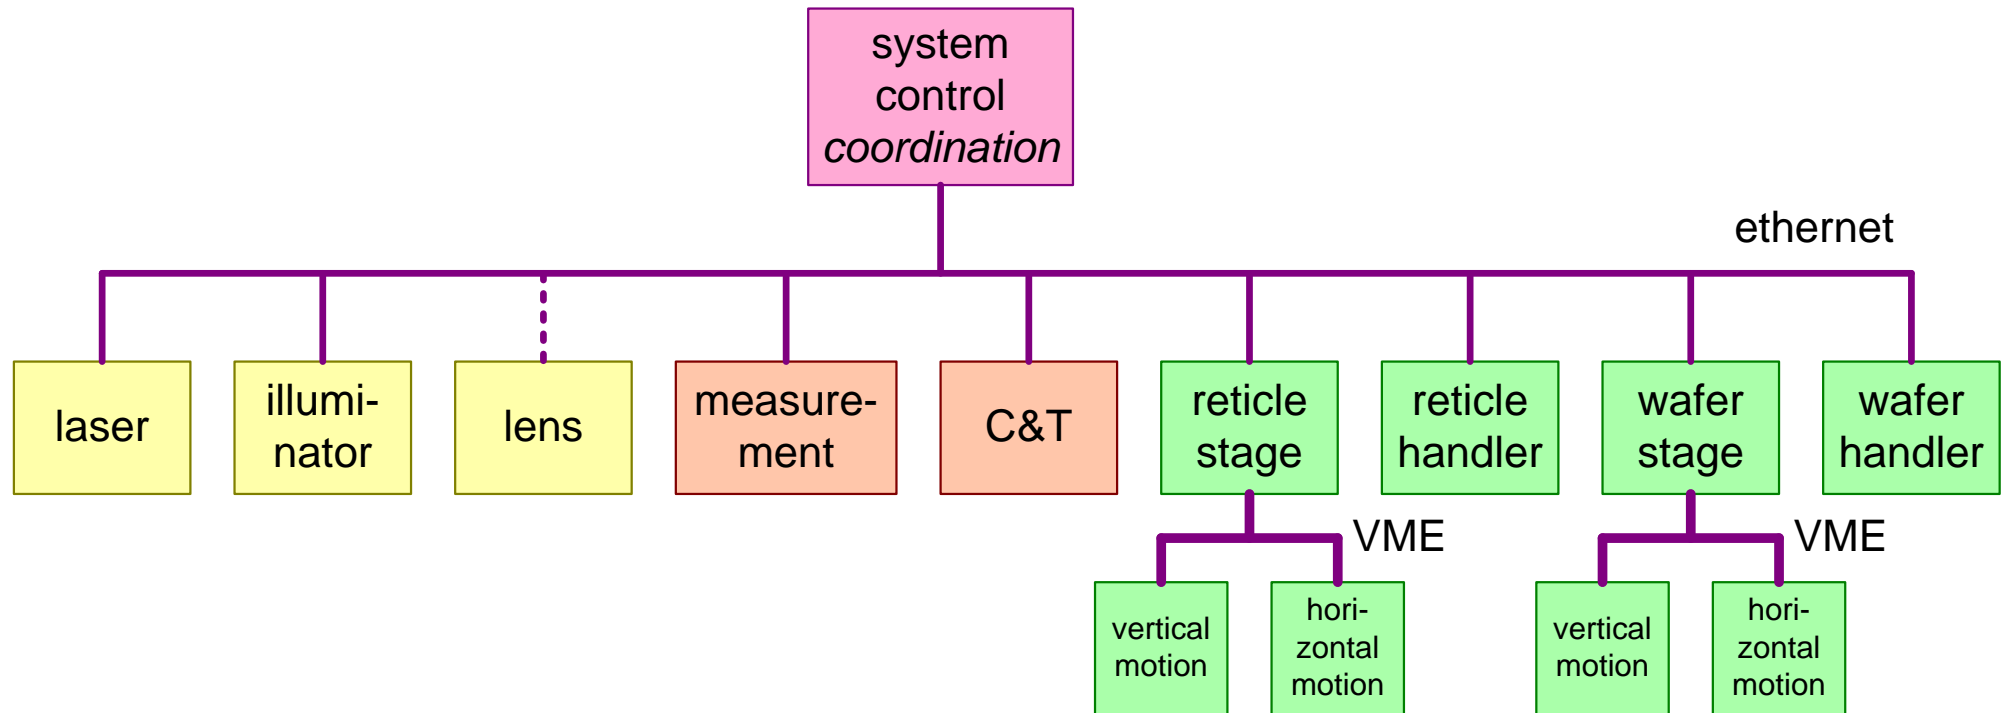 system
control
coordination
ethernet
laser
illumi-
nator
lens
measure-
ment
C&T
reticle
stage
reticle
handler
wafer
stage
wafer
handler
VME
VME
vertical
motion
hori-
zontal
motion
vertical
motion
hori-
zontal
motion